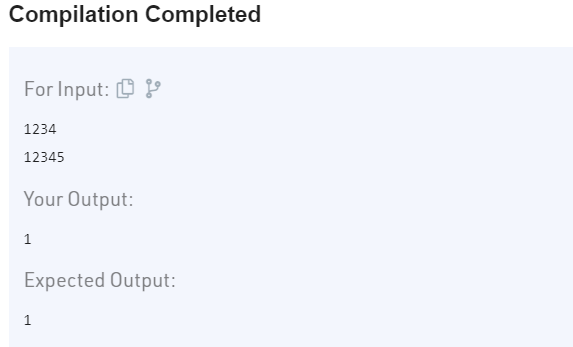 Compilation Completed
For Input:
1234
12345
Your Output:
1
Expected Output:
1